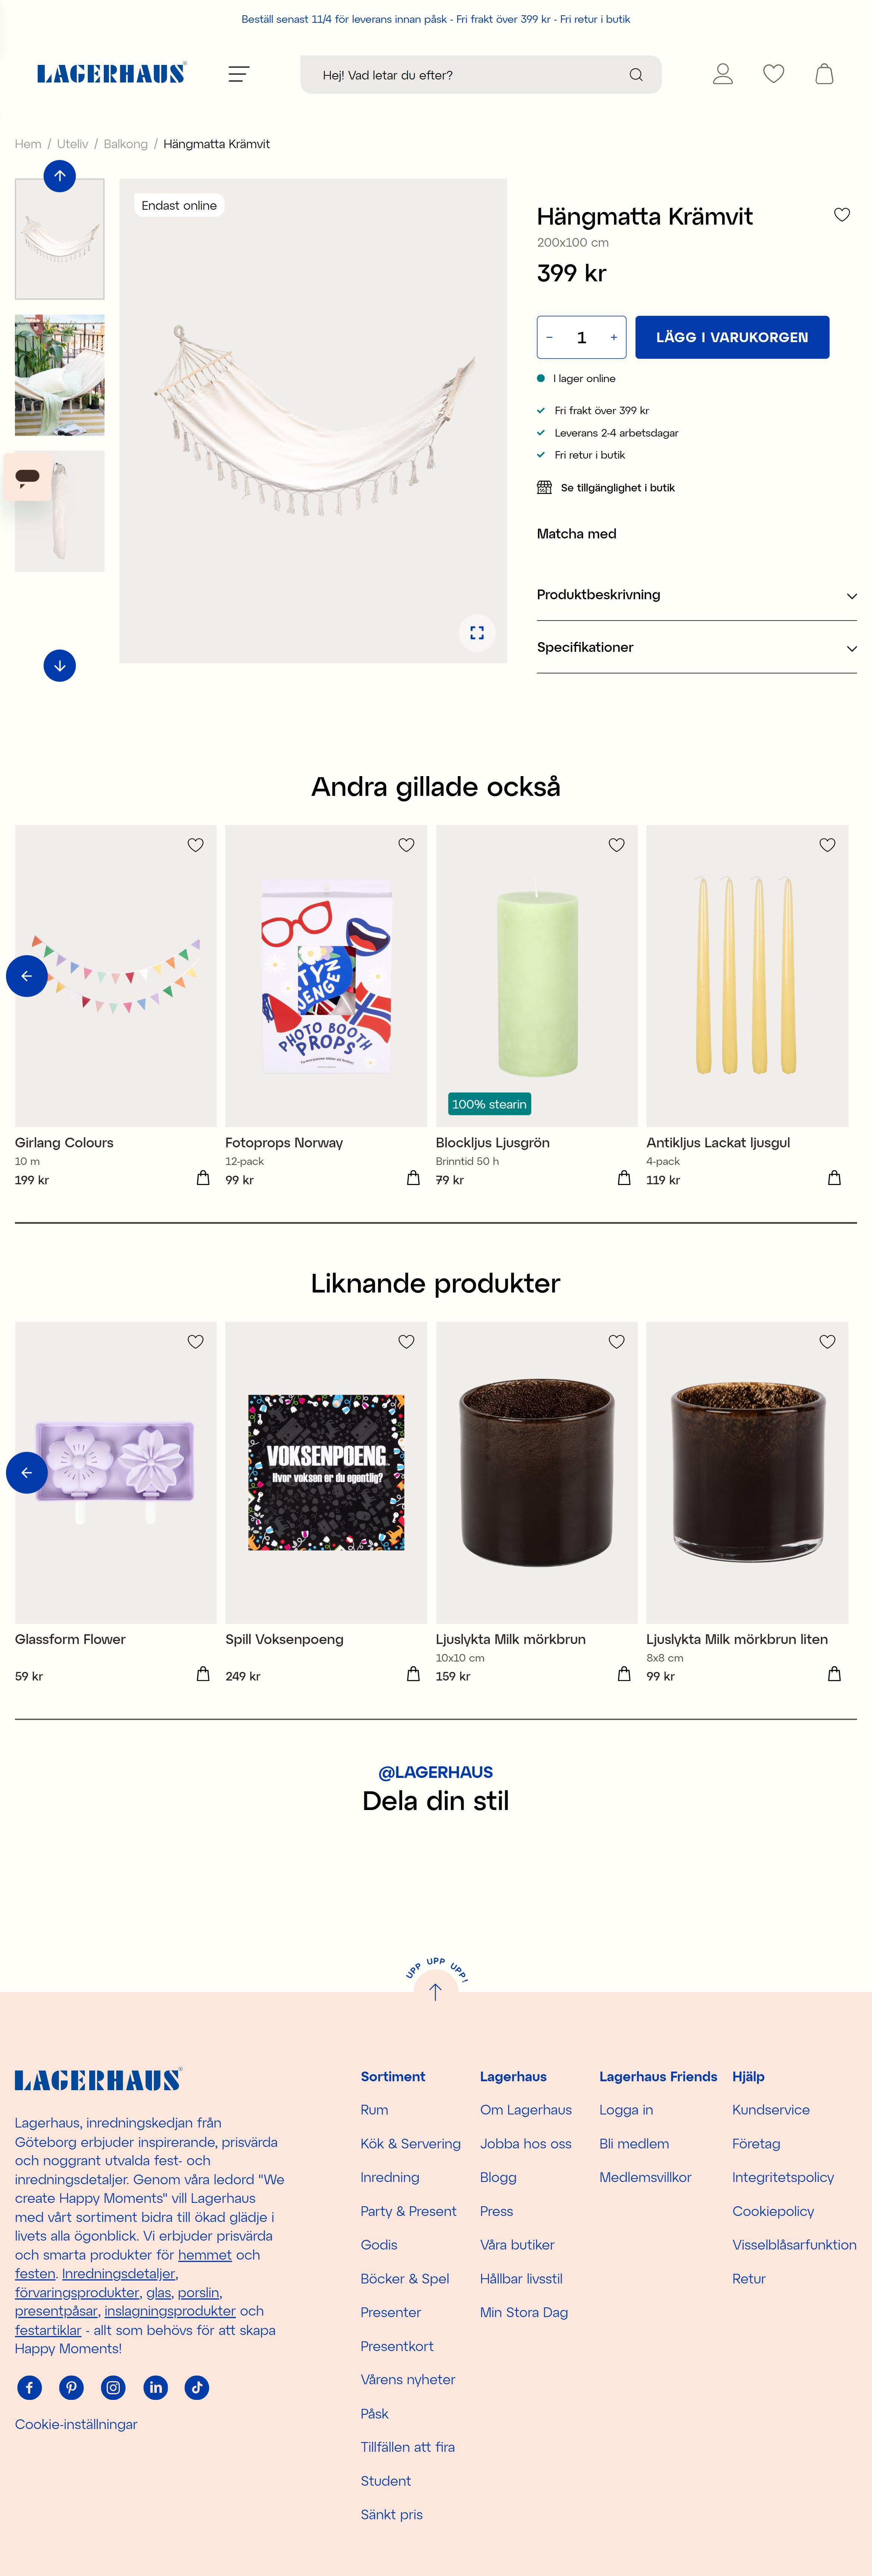 Beställ senast 11/4 för leverans innan påsk - Fri frakt över 399 kr - Fri retur i butik
LAGERHAUS®
Hej! Vad letar du efter?
Hem / Uteliv / Balkong / Hängmatta Krämvit
Endast online
Hängmatta Krämvit
200x100 cm
399 kr
− 1 +
LÄGG I VARUKORGEN
I lager online
Fri frakt över 399 kr
Leverans 2-4 arbetsdagar
Fri retur i butik
Se tillgänglighet i butik
Matcha med
Produktbeskrivning
Specifikationer
Andra gillade också
PHOTO BOOTH
PROPS
100% stearin
Girlang Colours
10 m
199 kr
Fotoprops Norway
12-pack
99 kr
Blockljus Ljusgrön
Brinntid 50 h
79 kr
Antikljus Lackat ljusgul
4-pack
119 kr
Liknande produkter
VOKSENPOENG
Hvor voksen er du egentlig?
Glassform Flower
59 kr
Spill Voksenpoeng
249 kr
Ljuslykta Milk mörkbrun
10x10 cm
159 kr
Ljuslykta Milk mörkbrun liten
8x8 cm
99 kr
@LAGERHAUS
Dela din stil
UPP UPP UPP!
LAGERHAUS®
Lagerhaus, inredningskedjan från
Göteborg erbjuder inspirerande, prisvärda
och noggrant utvalda fest- och
inredningsdetaljer. Genom våra ledord "We
create Happy Moments" vill Lagerhaus
med vårt sortiment bidra till ökad glädje i
livets alla ögonblick. Vi erbjuder prisvärda
och smarta produkter för hemmet och
festen. Inredningsdetaljer,
förvaringsprodukter, glas, porslin,
presentpåsar, inslagningsprodukter och
festartiklar - allt som behövs för att skapa
Happy Moments!
Cookie-inställningar
Sortiment
Rum
Kök & Servering
Inredning
Party & Present
Godis
Böcker & Spel
Presenter
Presentkort
Vårens nyheter
Påsk
Tillfällen att fira
Student
Sänkt pris
Lagerhaus
Om Lagerhaus
Jobba hos oss
Blogg
Press
Våra butiker
Hållbar livsstil
Min Stora Dag
Lagerhaus Friends
Logga in
Bli medlem
Medlemsvillkor
Hjälp
Kundservice
Företag
Integritetspolicy
Cookiepolicy
Visselblåsarfunktion
Retur